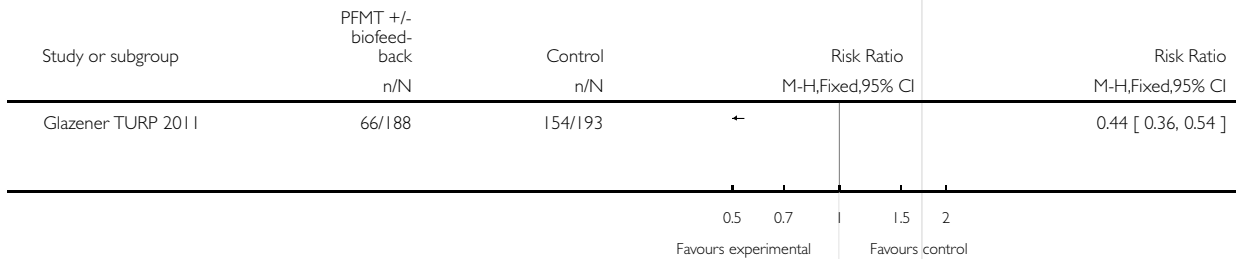 PFMT +/-
biofeed-
Study or subgroup back Control Risk Ratio Risk Ratio
n/N n/N M-H,Fixed,95% CI M-H,Fixed,95% CI
Glazener TURP 2011 66/188 154/193 0.44 [ 0.36, 0.54 ]
0.5 0.7 1 1.5 2
Favours experimental Favours control